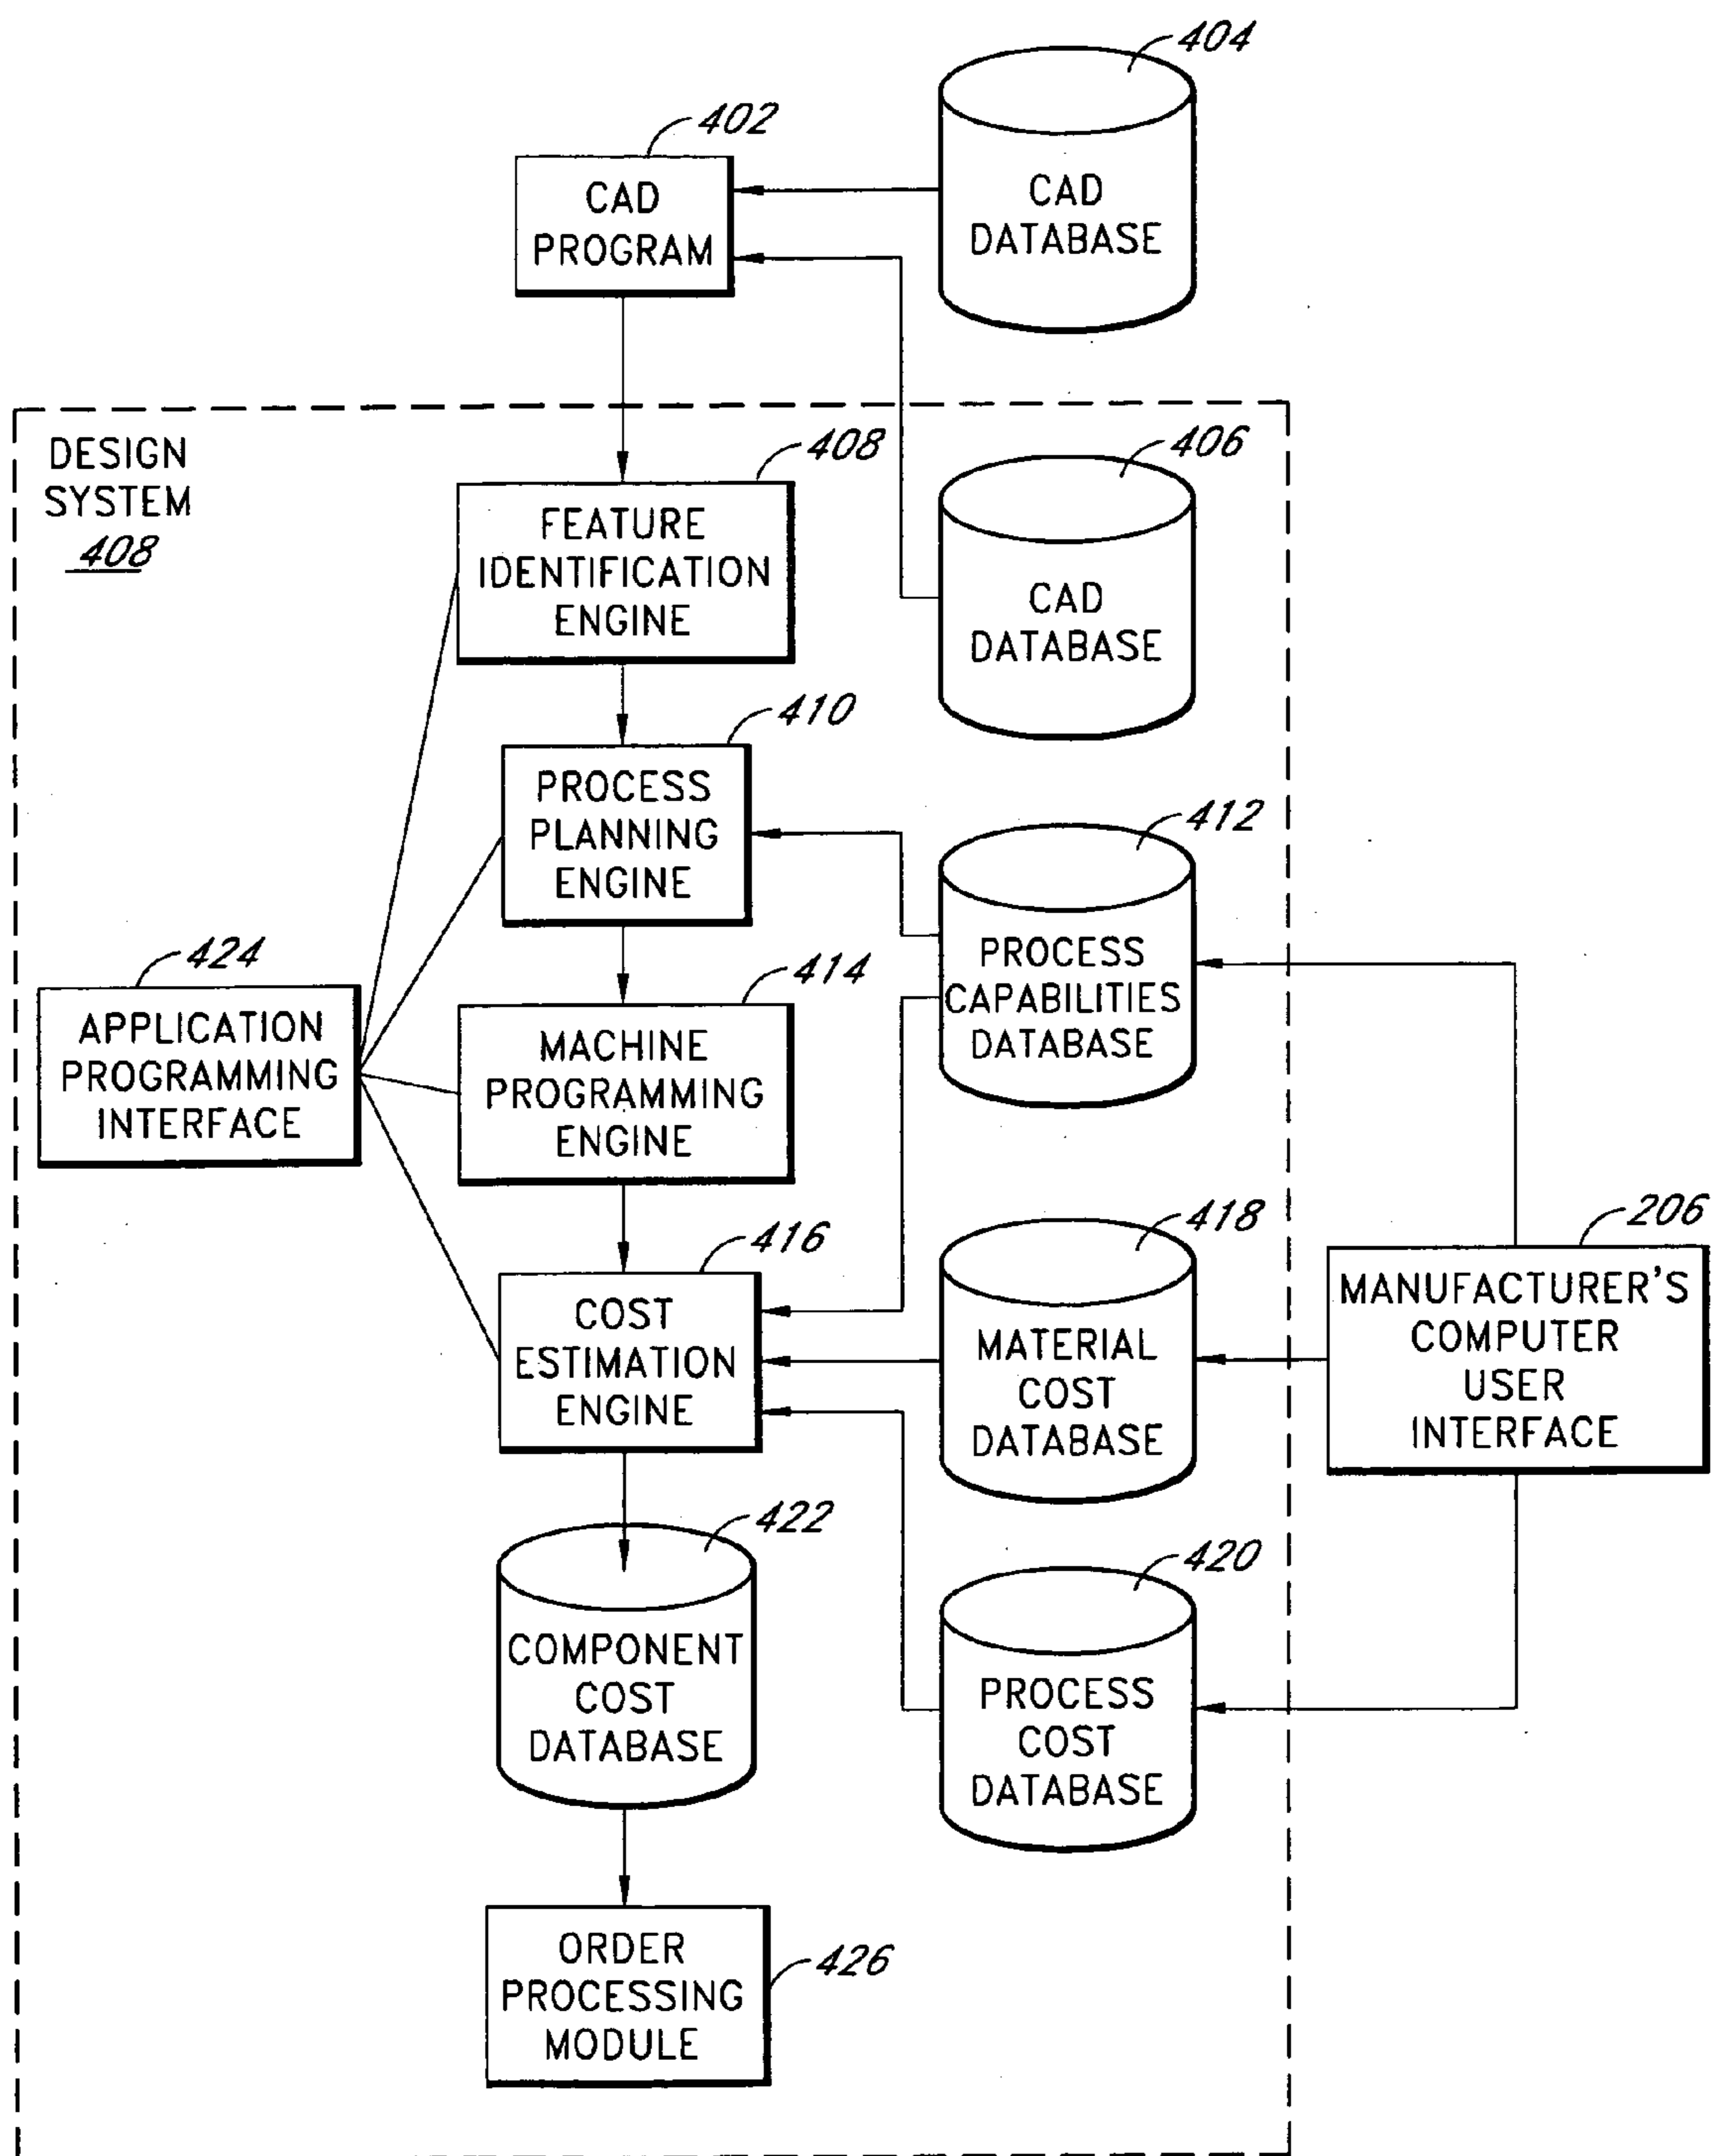 404
402
CAD
PROGRAM
CAD
DATABASE
DESIGN
SYSTEM
408
408
FEATURE
IDENTIFICATION
ENGINE
406
CAD
DATABASE
410
PROCESS
PLANNING
ENGINE
412
PROCESS
CAPABILITIES
DATABASE
424
APPLICATION
PROGRAMMING
INTERFACE
414
MACHINE
PROGRAMMING
ENGINE
416
COST
ESTIMATION
ENGINE
418
MATERIAL
COST
DATABASE
206
MANUFACTURER'S
COMPUTER
USER
INTERFACE
422
COMPONENT
COST
DATABASE
420
PROCESS
COST
DATABASE
ORDER
PROCESSING
MODULE
426